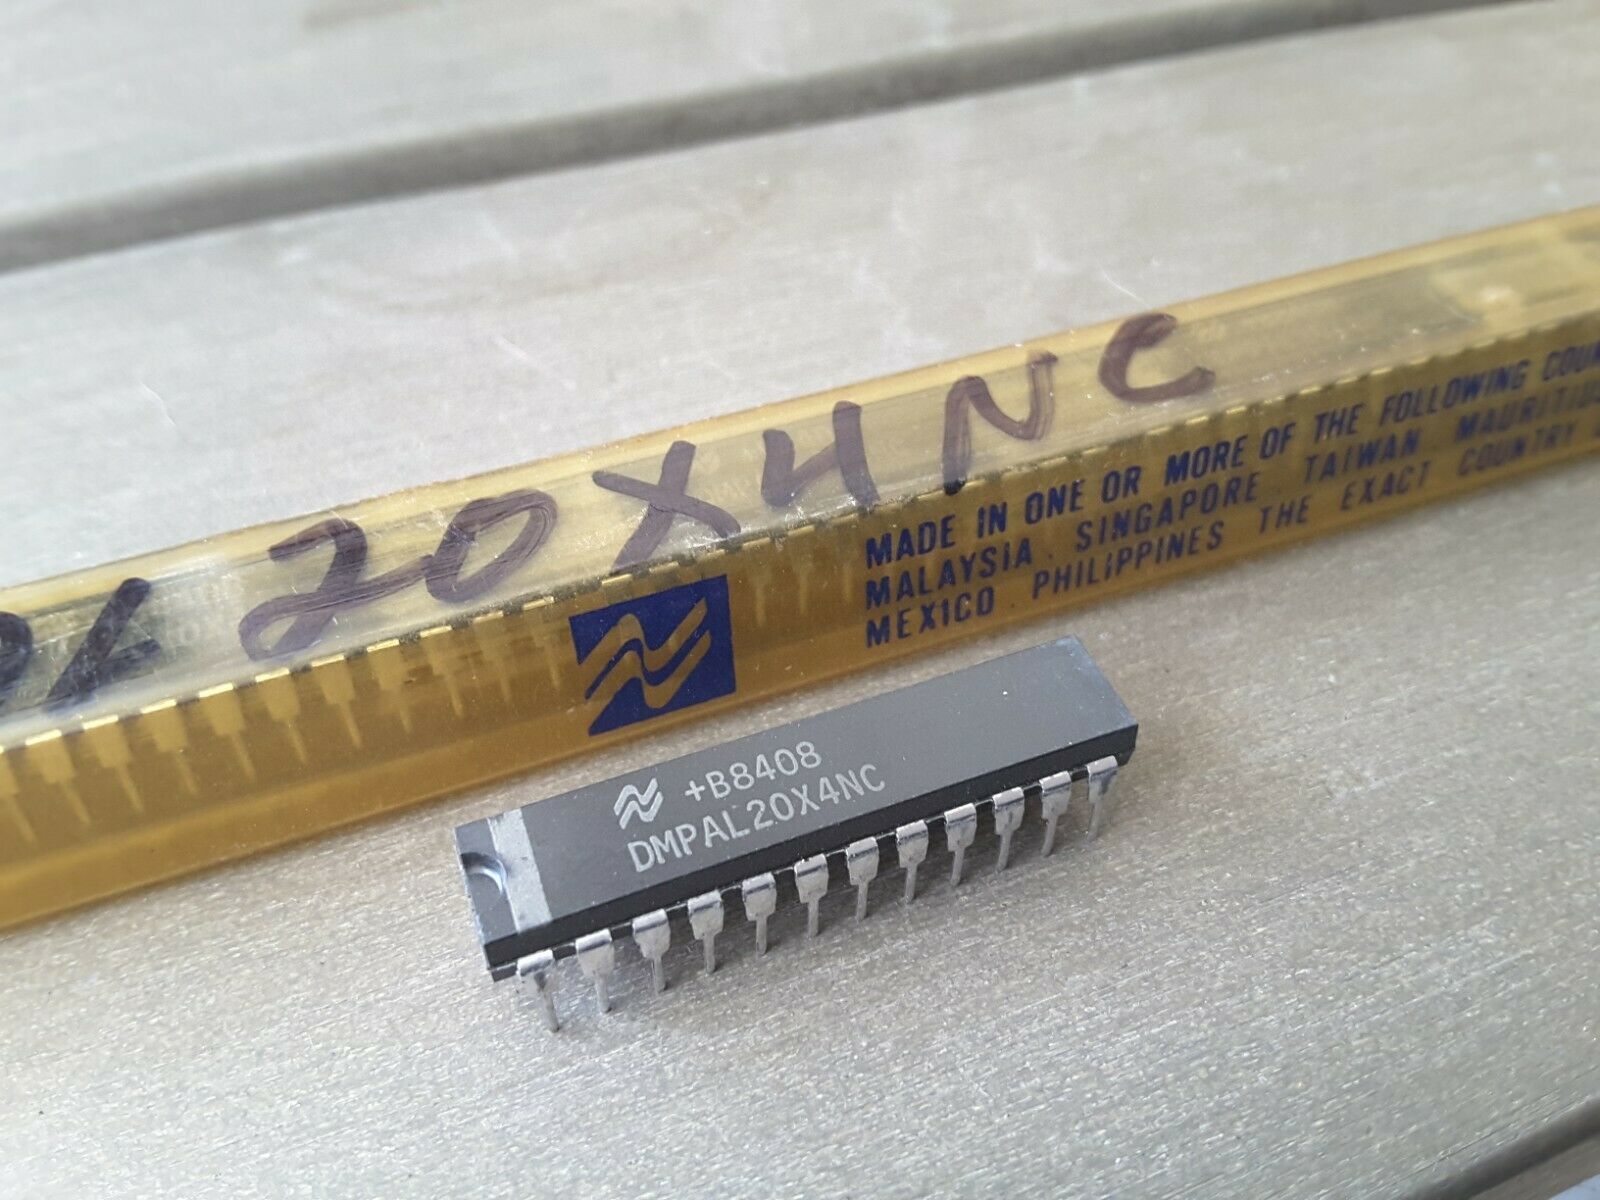 20X4NC
MADE IN ONE OR MORE OF THE FOLLOWING
MALAYSIA SINGAPORE TAIWAN MAURITIUS
MEXICO PHILIPPINES THE EXACT COUNTRY
+B8408
DMPAL20X4NC